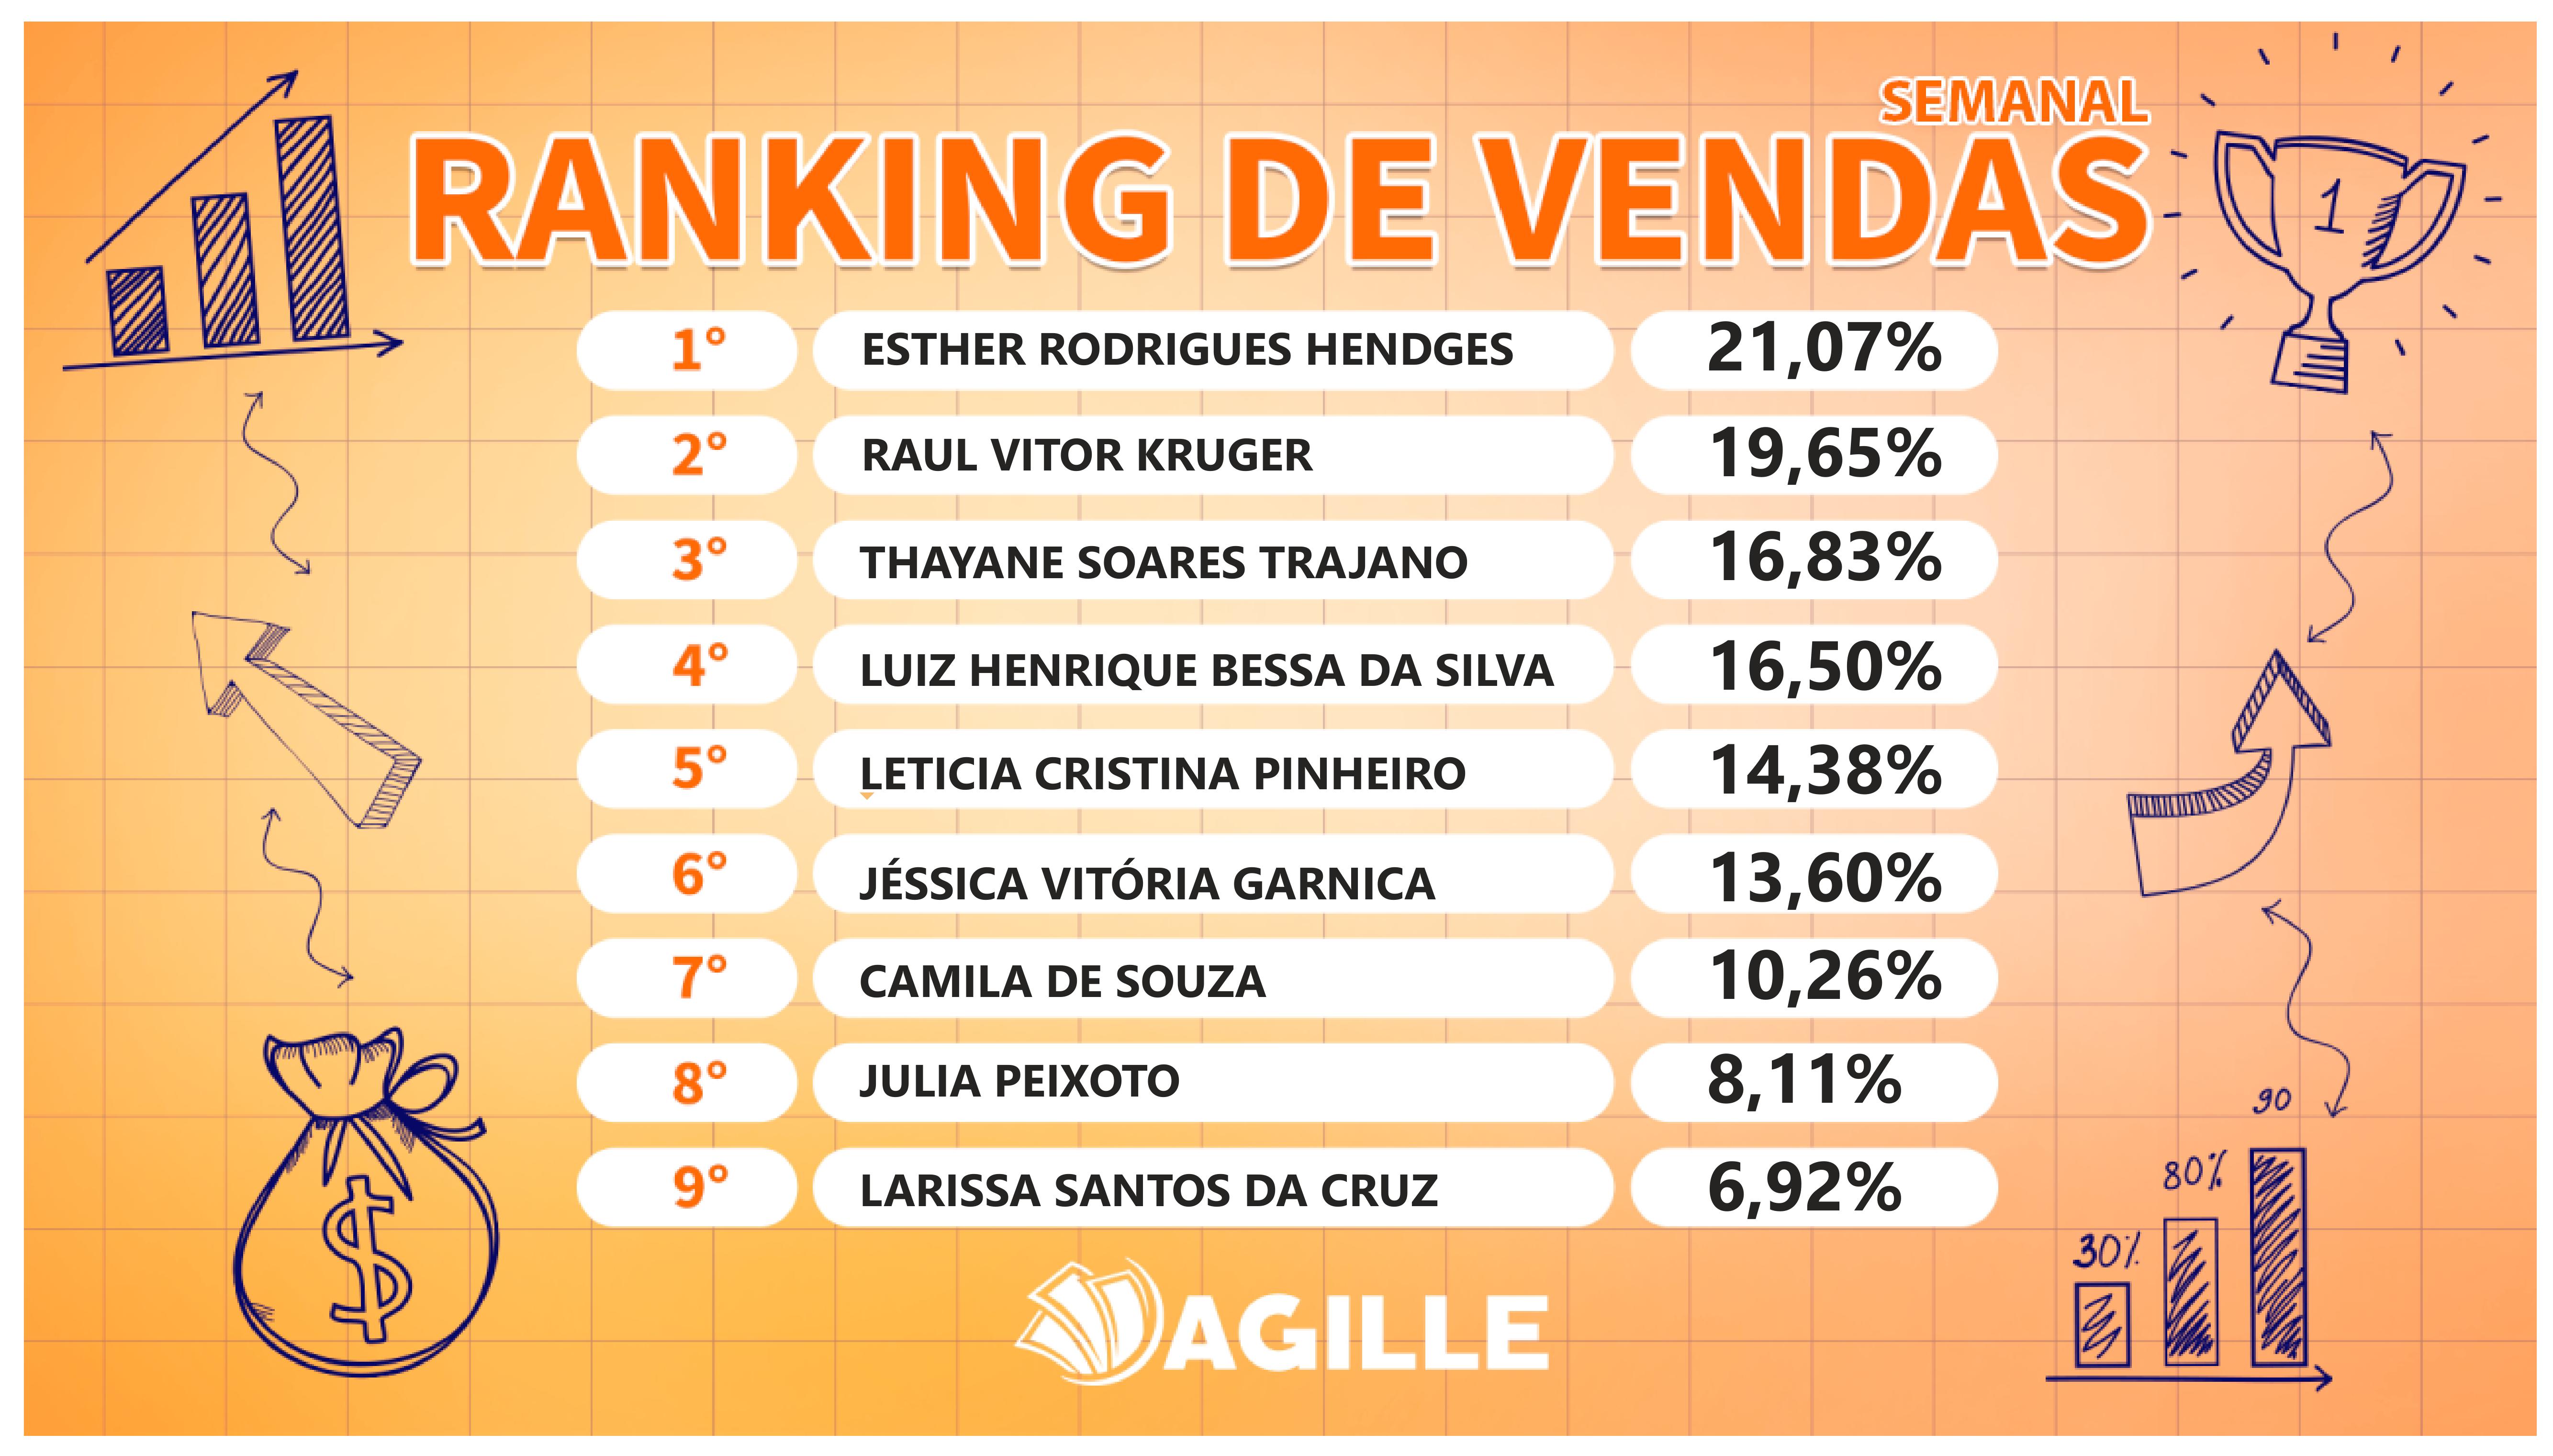 SEMANAL
RANKING DE VENDAS
1
1° ESTHER RODRIGUES HENDGES 21,07%
2° RAUL VITOR KRUGER 19,65%
3° THAYANE SOARES TRAJANO 16,83%
4° LUIZ HENRIQUE BESSA DA SILVA 16,50%
5° LETICIA CRISTINA PINHEIRO 14,38%
6° JÉSSICA VITÓRIA GARNICA 13,60%
7° CAMILA DE SOUZA 10,26%
8° JULIA PEIXOTO 8,11%
9° LARISSA SANTOS DA CRUZ 6,92%
$
90
80%
30%
AGILLE